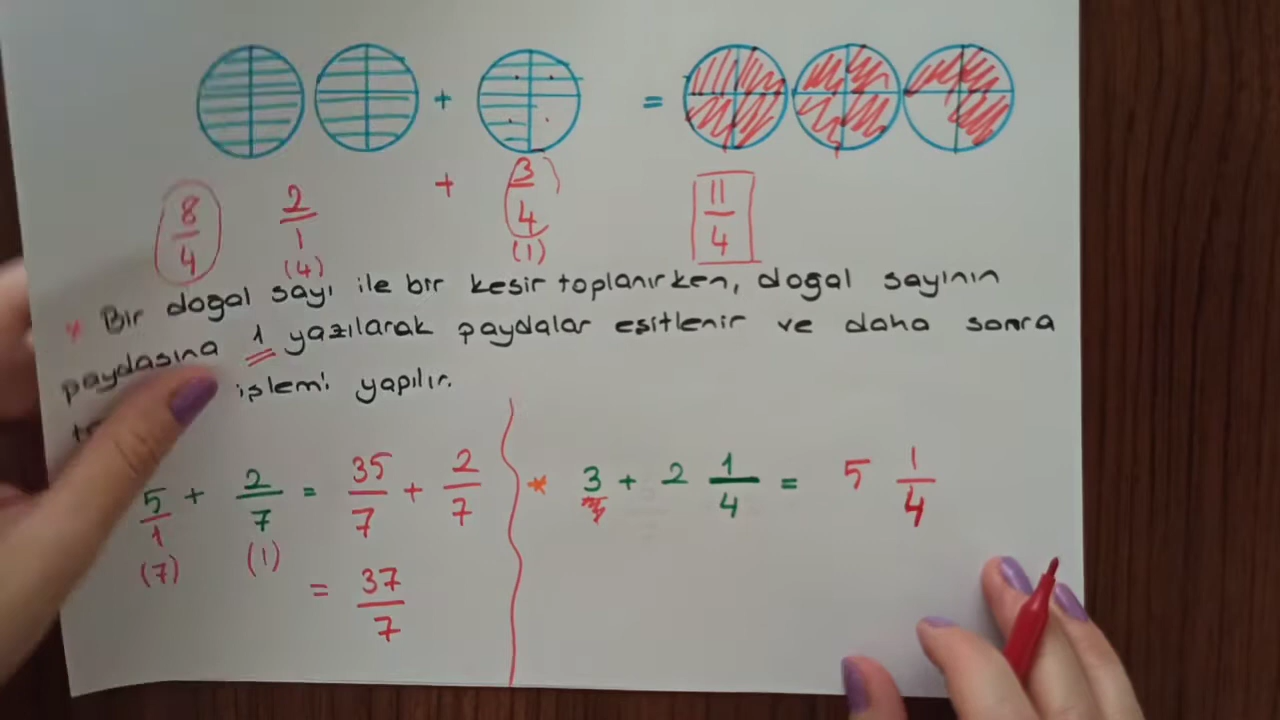 + =
8/4 2/1 + 3/4 11/4
(4) (1)
* Bir doğal sayı ile bir kesir toplanırken, doğal sayının
paydasına 1 yazılarak paydalar eşitlenir ve daha sonra
işlemi yapılır.
5/1 + 2/7 = 35/7 + 2/7
(7) (1)
= 37/7
* 3 + 2 1/4 = 5 1/4